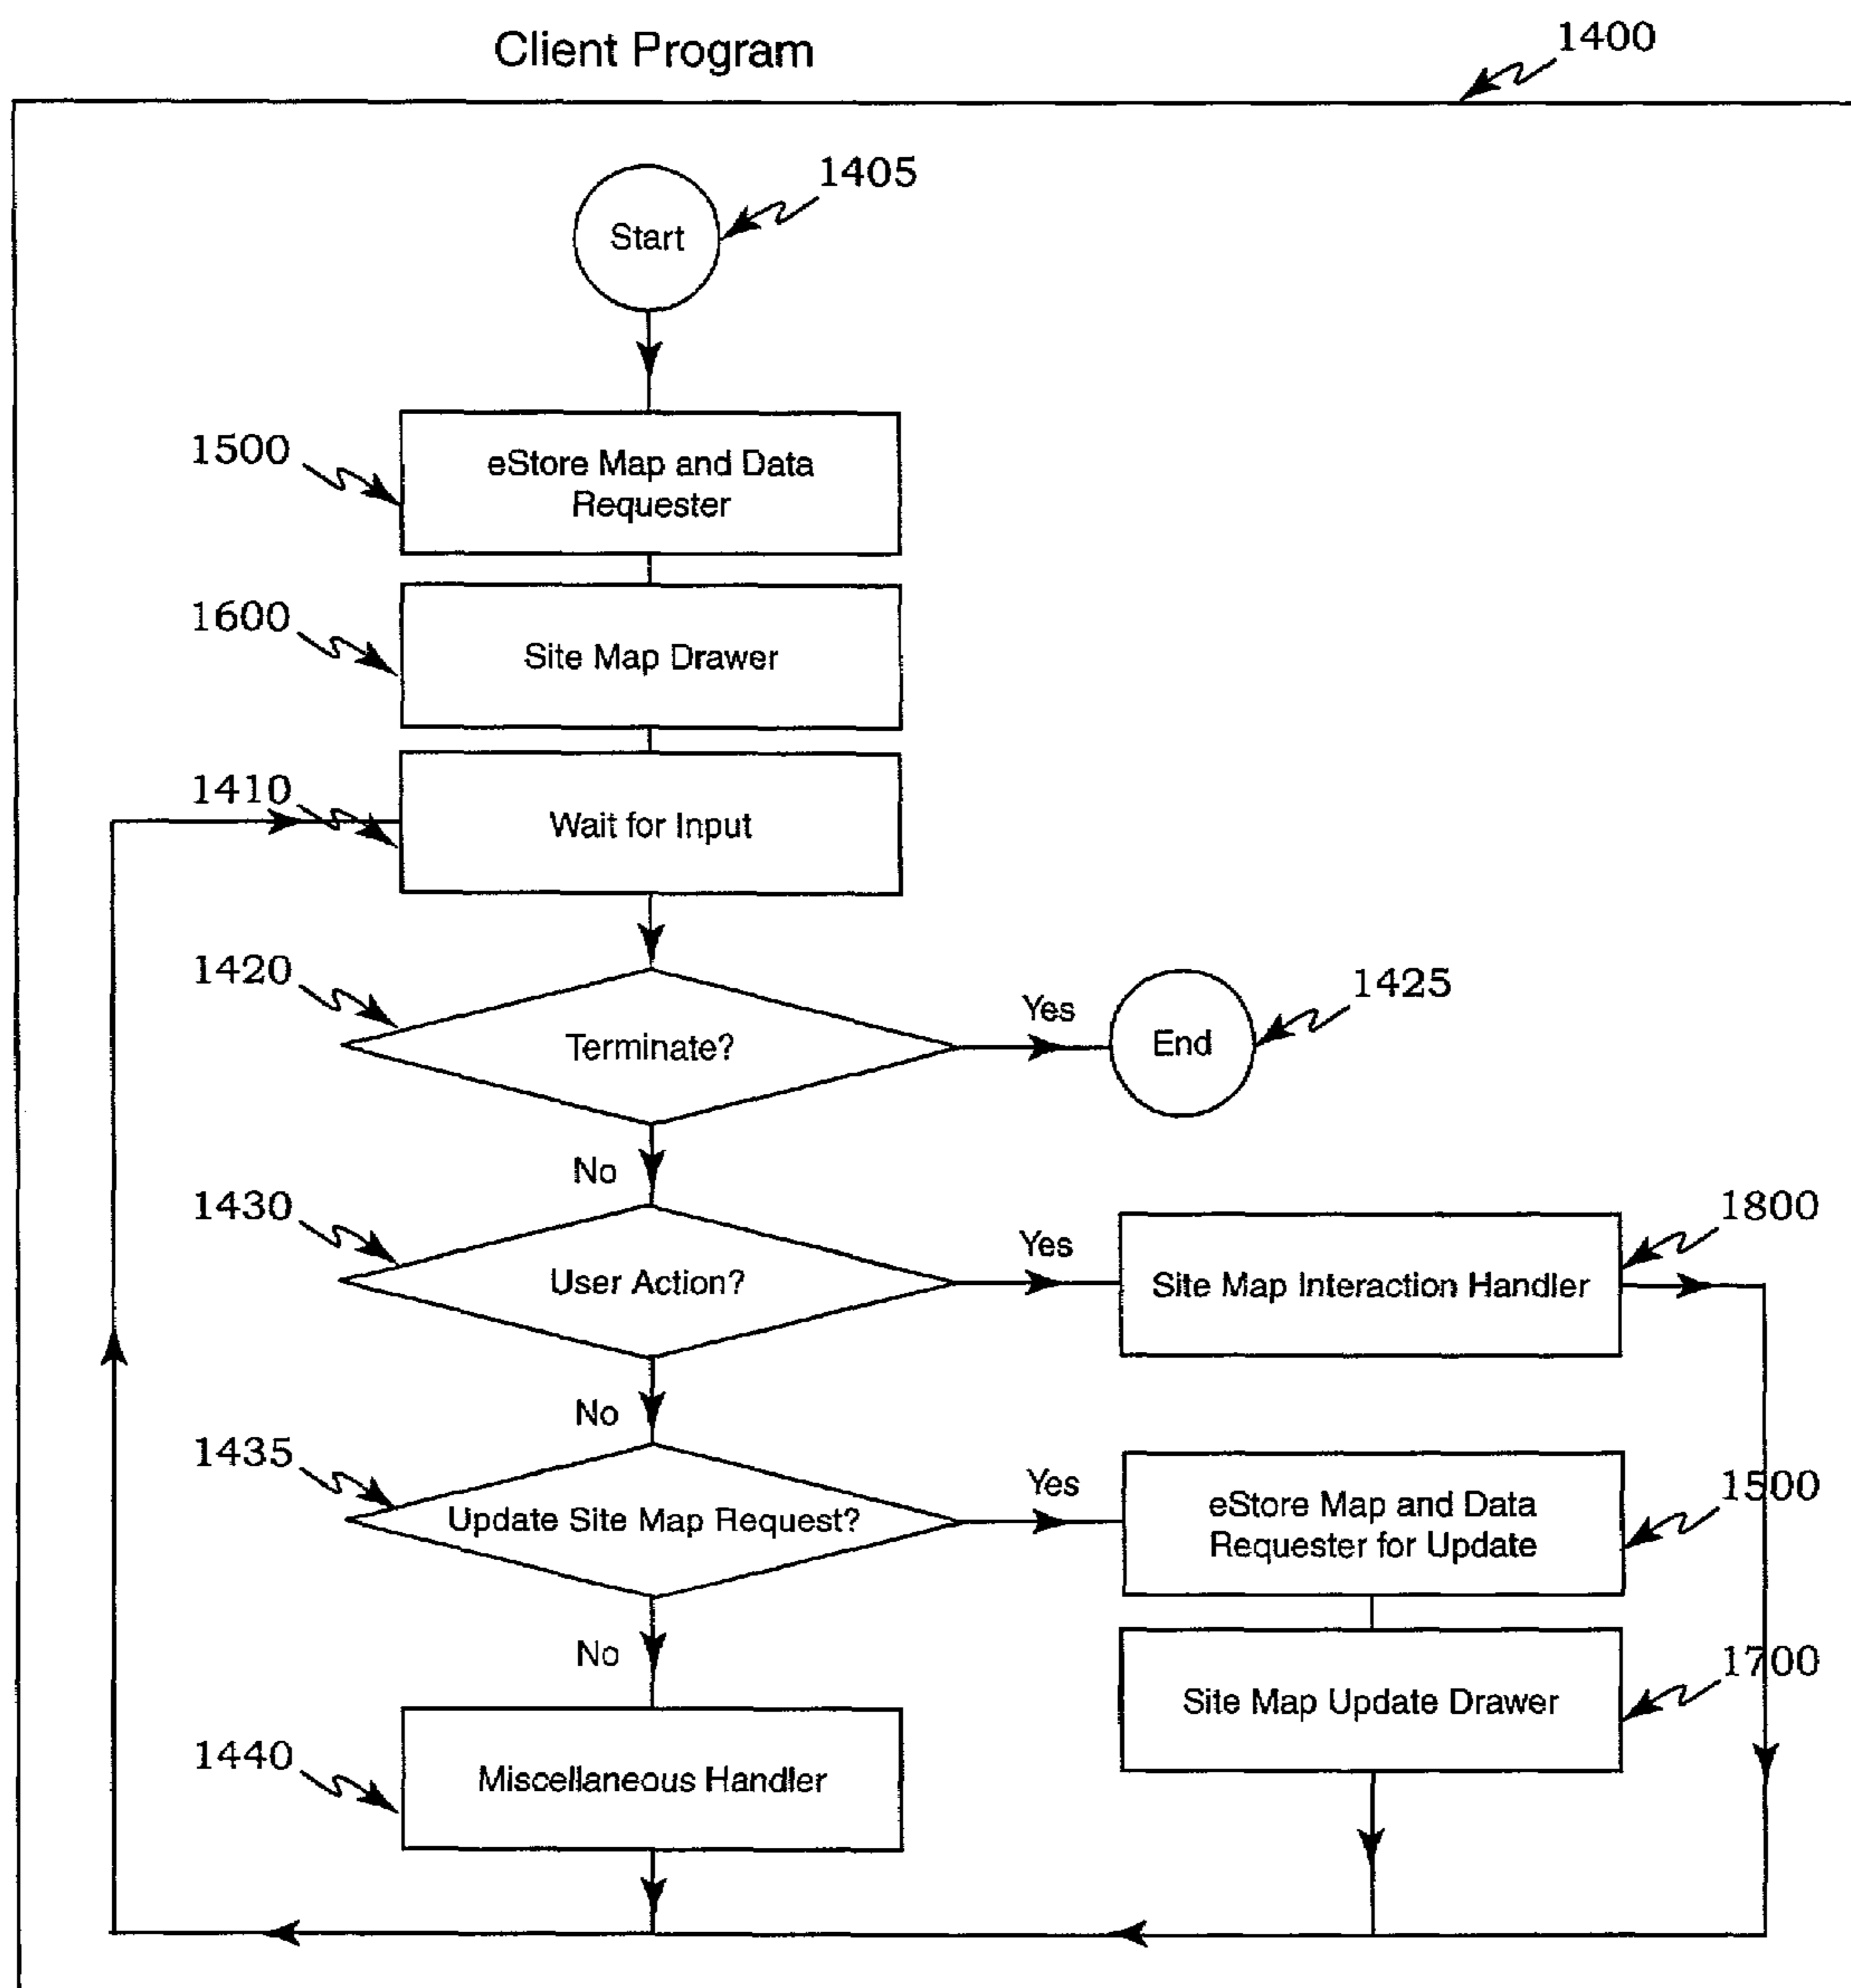 Client Program
1400
Start
1405
1500
eStore Map and Data
Requester
1600
Site Map Drawer
1410
Wait for Input
1420
Terminate?
Yes
End
1425
No
1430
User Action?
Yes
Site Map Interaction Handler
1800
No
1435
Update Site Map Request?
Yes
eStore Map and Data
Requester for Update
1500
No
Site Map Update Drawer
1700
1440
Miscellaneous Handler